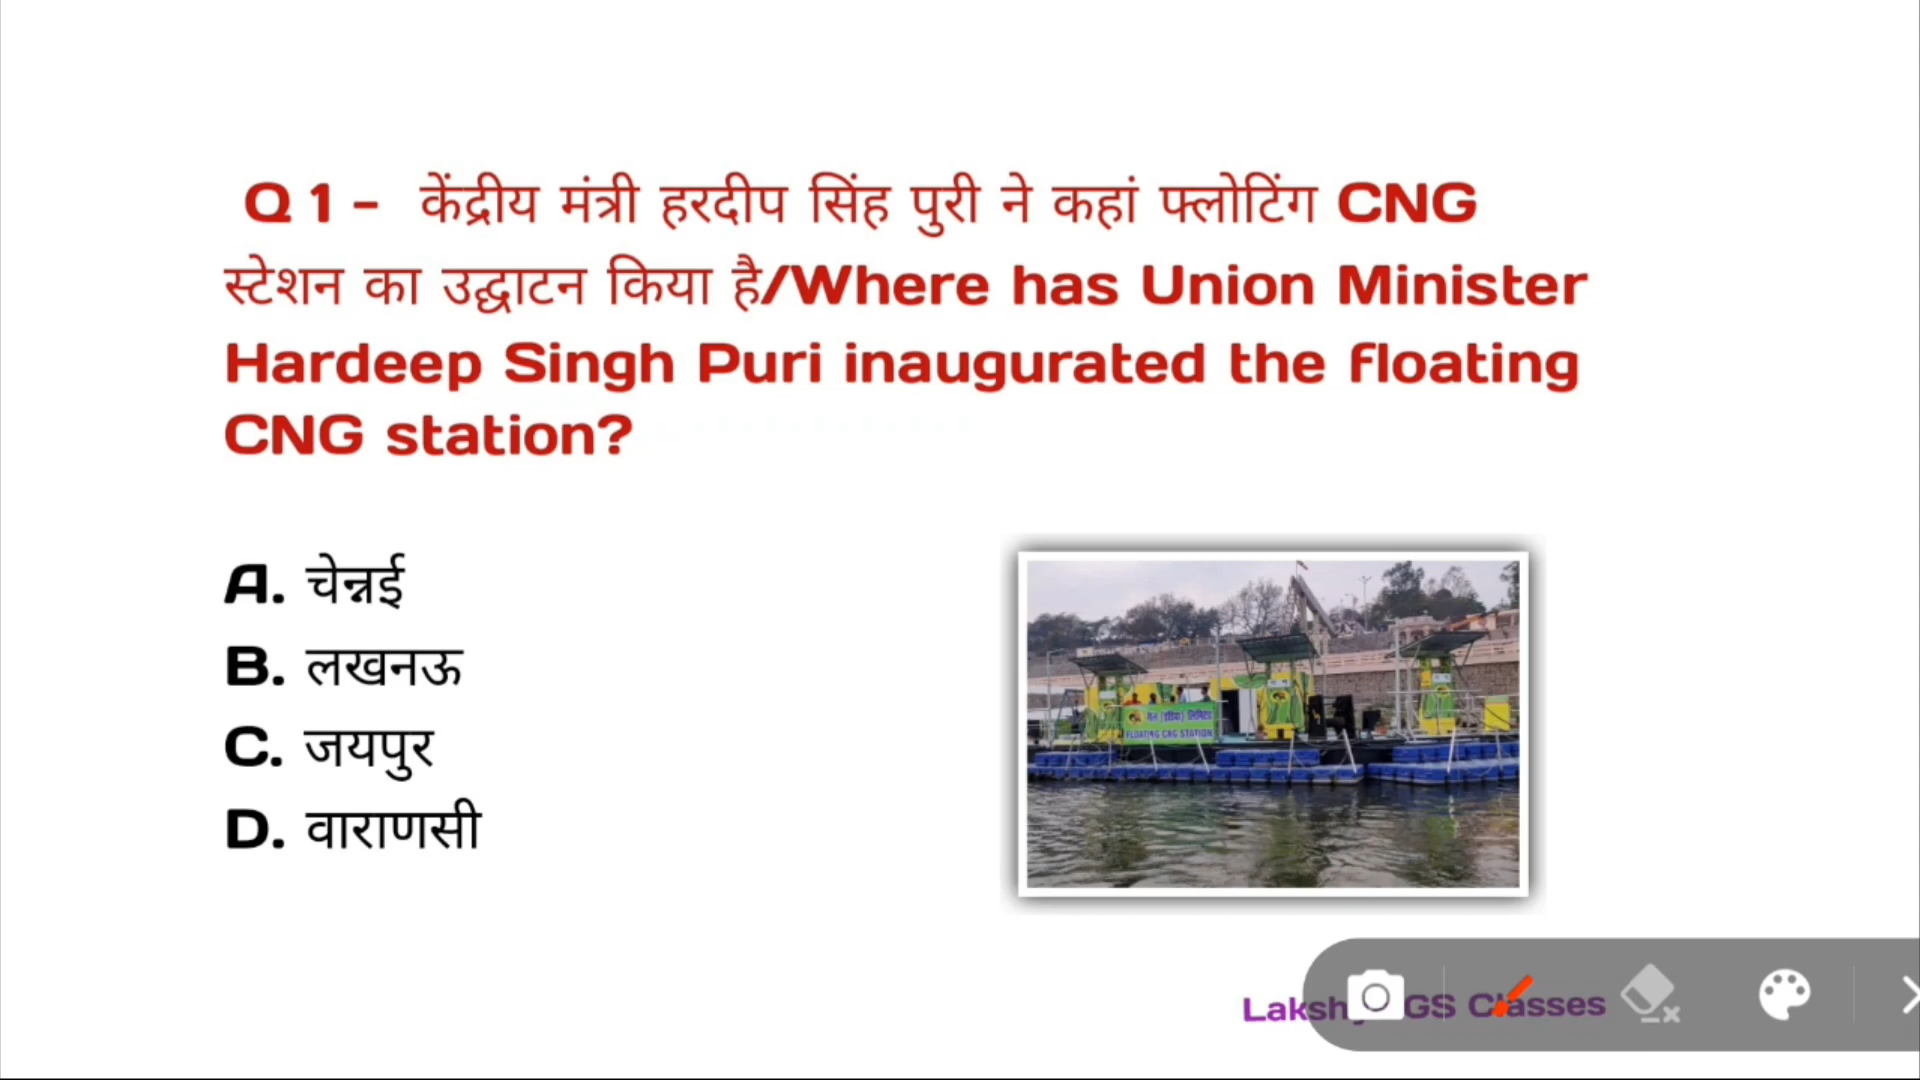 Q 1 - केंद्रीय मंत्री हरदीप सिंह पुरी ने कहां फ्लोटिंग CNG
स्टेशन का उद्घाटन किया है/Where has Union Minister
Hardeep Singh Puri inaugurated the floating
CNG station?
A. चेन्नई
B. लखनऊ
C. जयपुर
D. वाराणसी
गेल (इंडिया) लिमिटेड
FLOATING CNG STATION
GS Classes